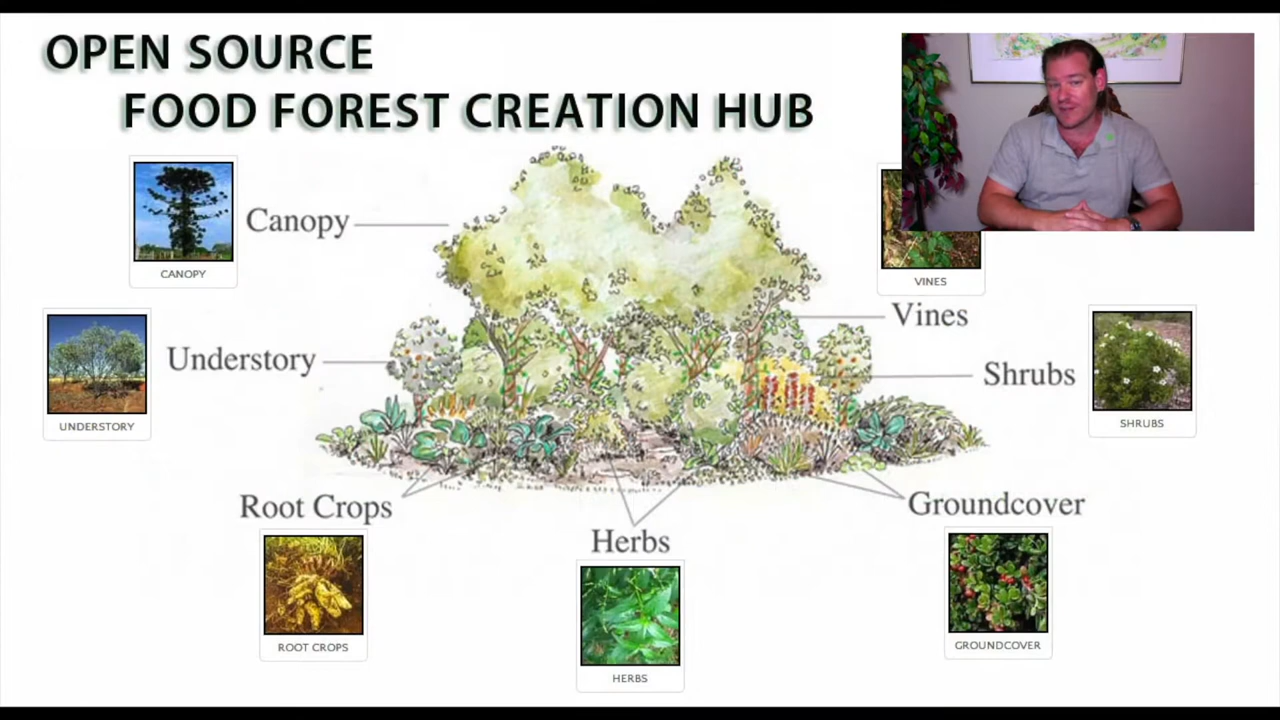 OPEN SOURCE
FOOD FOREST CREATION HUB
Canopy
CANOPY
VINES
Vines
Understory
UNDERSTORY
Shrubs
SHRUBS
Root Crops
ROOT CROPS
Herbs
HERBS
Groundcover
GROUNDCOVER